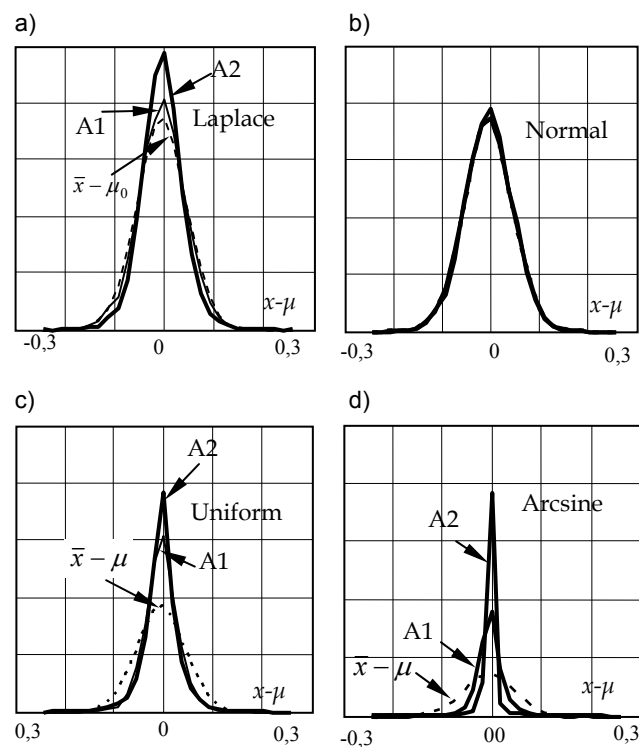 a)
A2
A1
Laplace
x̄ − μ₀
x-μ
-0,3 0 0,3
b)
Normal
x-μ
-0,3 0 0,3
c)
A2
Uniform
x̄ − μ
A1
x-μ
0,3 0 0,3
d)
A2
Arcsine
A1
x̄ − μ
x-μ
-0,3 00 0,3